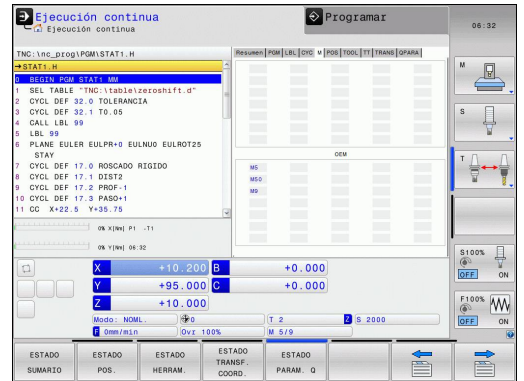 Ejecución continua
Ejecución continua
Programar
06:32
TNC:\nc_prog\PGM\STAT1.H
→STAT1.H
0 BEGIN PGM STAT1 MM
1 SEL TABLE "TNC:\table\zeroshift.d"
2 CYCL DEF 32.0 TOLERANCIA
3 CYCL DEF 32.1 T0.05
4 CALL LBL 99
5 LBL 99
6 PLANE EULER EULPR+0 EULNU0 EULROT25
STAY
7 CYCL DEF 17.0 ROSCADO RIGIDO
8 CYCL DEF 17.1 DIST2
9 CYCL DEF 17.2 PROF-1
10 CYCL DEF 17.3 PASO+1
11 CC X+22.5 Y+35.75
Resumen PGM LBL CYC M POS TOOL TT TRANS QPARA
OEM
M5
M50
M9
0% X[Nm] P1 -T1
0% Y[Nm] 06:32
X +10.200 B +0.000
Y +95.000 C +0.000
Z +10.000
Modo: NOML. 0 T 2 Z S 2000
F 0mm/min Ovr 100% M 5/9
M
S
T
S100%
OFF ON
F100%
OFF ON
ESTADO SUMARIO
ESTADO POS.
ESTADO HERRAM.
ESTADO TRANSF. COORD.
ESTADO PARAM. Q